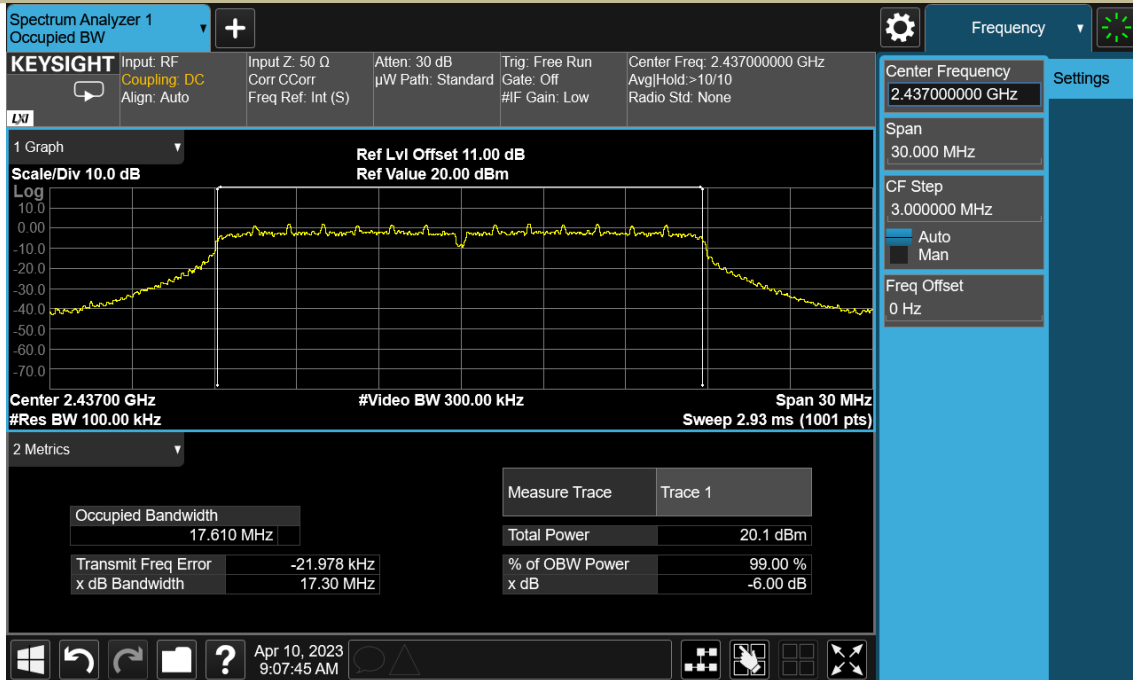 Spectrum Analyzer 1
Occupied BW
+
Frequency
KEYSIGHT
LXI
Input: RF
Coupling: DC
Align: Auto
Input Z: 50 Ω
Corr CCorr
Freq Ref: Int (S)
Atten: 30 dB
µW Path: Standard
Trig: Free Run
Gate: Off
#IF Gain: Low
Center Freq: 2.437000000 GHz
Avg|Hold:>10/10
Radio Std: None
Center Frequency
2.437000000 GHz
Settings
Span
30.000 MHz
CF Step
3.000000 MHz
Auto
Man
Freq Offset
0 Hz
1 Graph
Scale/Div 10.0 dB
Ref Lvl Offset 11.00 dB
Ref Value 20.00 dBm
Log
10.0
0.00
-10.0
-20.0
-30.0
-40.0
-50.0
-60.0
-70.0
Center 2.43700 GHz
#Video BW 300.00 kHz
Span 30 MHz
#Res BW 100.00 kHz
Sweep 2.93 ms (1001 pts)
2 Metrics
Measure Trace Trace 1
Occupied Bandwidth
17.610 MHz
Total Power 20.1 dBm
Transmit Freq Error -21.978 kHz
% of OBW Power 99.00 %
x dB Bandwidth 17.30 MHz
x dB -6.00 dB
?
Apr 10, 2023
9:07:45 AM